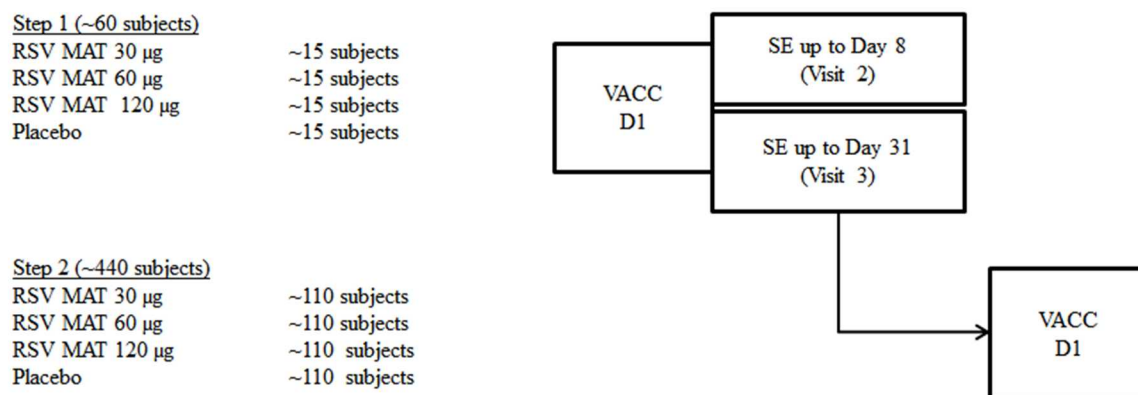 Step 1 (~60 subjects)
RSV MAT 30 µg ~15 subjects
RSV MAT 60 µg ~15 subjects
RSV MAT 120 µg ~15 subjects
Placebo ~15 subjects
VACC
D1
SE up to Day 8
(Visit 2)
SE up to Day 31
(Visit 3)
Step 2 (~440 subjects)
RSV MAT 30 µg ~110 subjects
RSV MAT 60 µg ~110 subjects
RSV MAT 120 µg ~110 subjects
Placebo ~110 subjects
VACC
D1